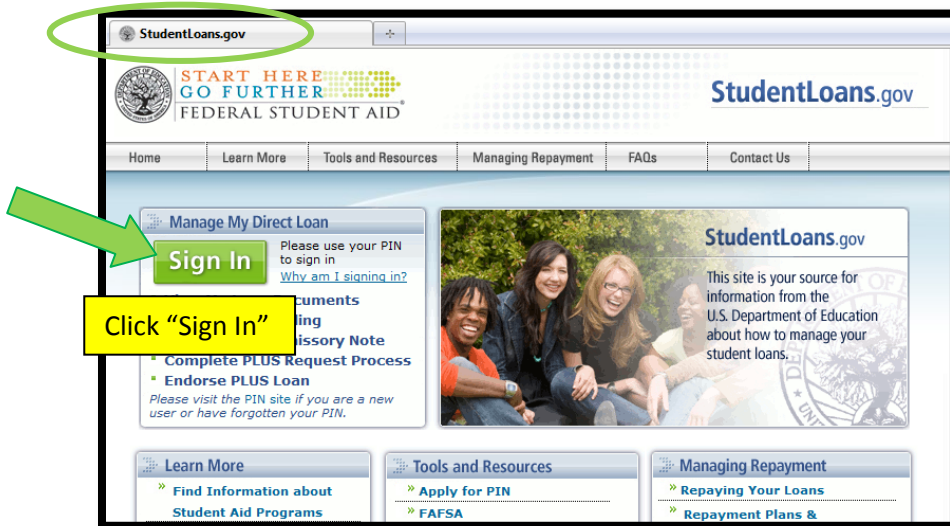 StudentLoans.gov
START HERE
GO FURTHER
FEDERAL STUDENT AID
StudentLoans.gov
Home Learn More Tools and Resources Managing Repayment FAQs Contact Us
Manage My Direct Loan
Sign In
Please use your PIN
to sign in
Why am I signing in?
Click “Sign In”
Complete PLUS Request Process
Endorse PLUS Loan
Please visit the PIN site if you are a new
user or have forgotten your PIN.
StudentLoans.gov
This site is your source for
information from the
U.S. Department of Education
about how to manage your
student loans.
Learn More
Find Information about
Student Aid Programs
Tools and Resources
Apply for PIN
FAFSA
Managing Repayment
Repaying Your Loans
Repayment Plans &